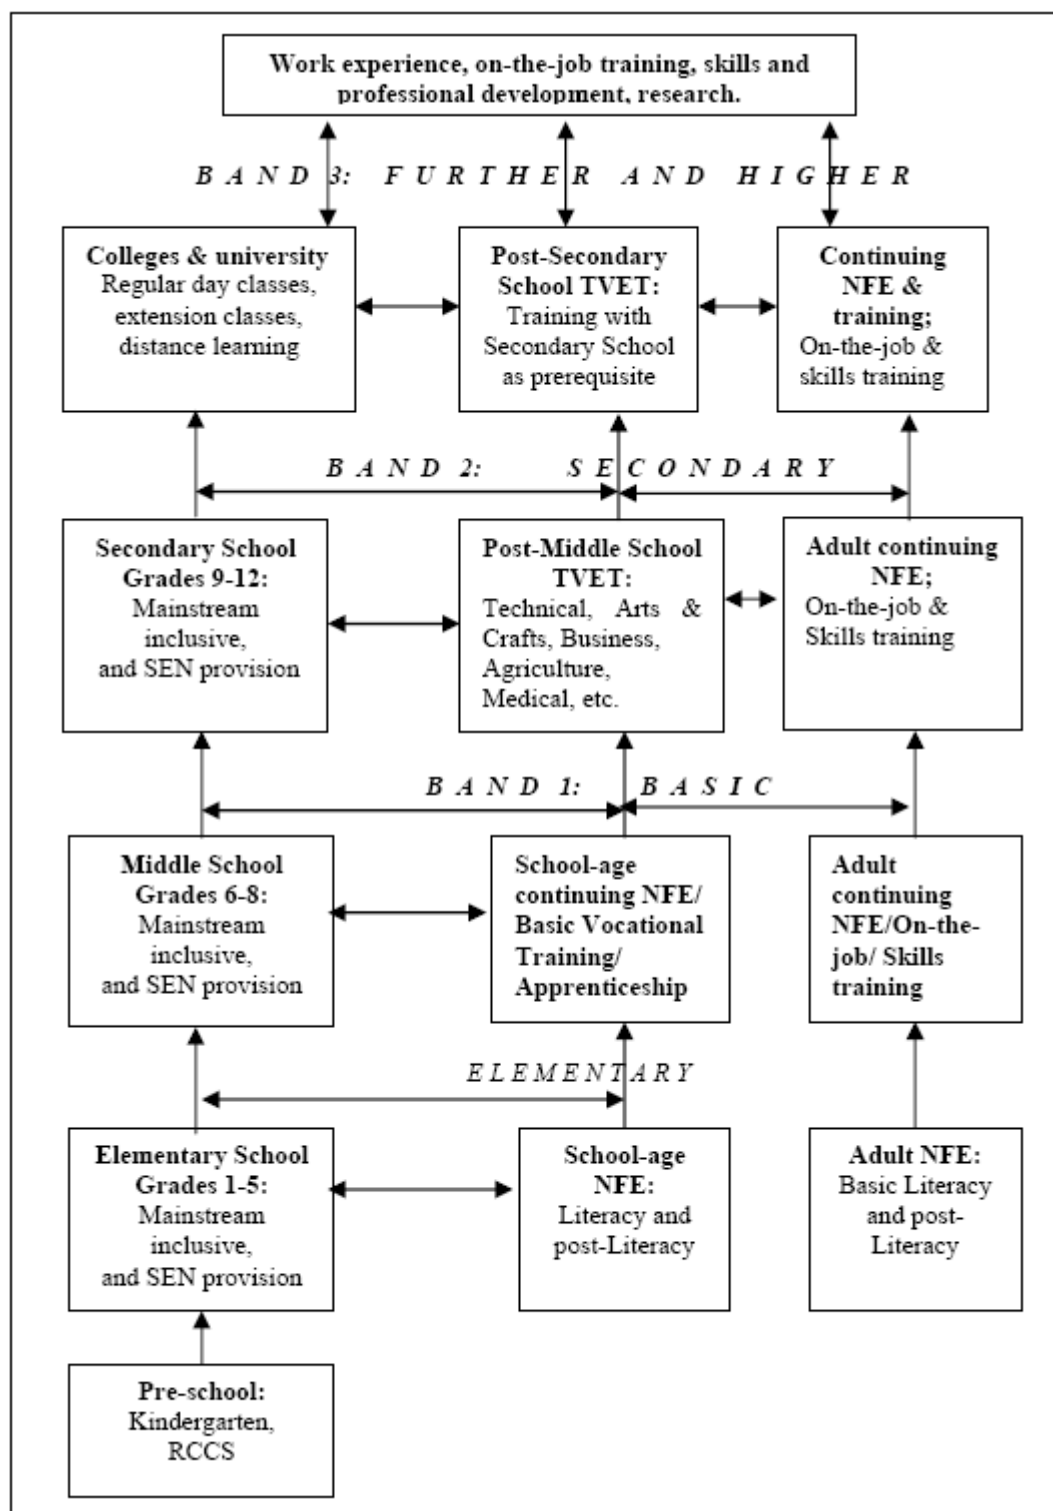 Work experience, on-the-job training, skills and
professional development, research.
B A N D 3: F U R T H E R A N D H I G H E R
Colleges & university
Regular day classes,
extension classes,
distance learning
Post-Secondary
School TVET:
Training with
Secondary School
as prerequisite
Continuing
NFE &
training;
On-the-job &
skills training
B A N D 2: S E C O N D A R Y
Secondary School
Grades 9-12:
Mainstream
inclusive,
and SEN provision
Post-Middle School
TVET:
Technical, Arts &
Crafts, Business,
Agriculture,
Medical, etc.
Adult continuing
NFE;
On-the-job &
Skills training
B A N D 1: B A S I C
Middle School
Grades 6-8:
Mainstream
inclusive,
and SEN provision
School-age
continuing NFE/
Basic Vocational
Training/
Apprenticeship
Adult
continuing
NFE/On-the-
job/ Skills
training
E L E M E N T A R Y
Elementary School
Grades 1-5:
Mainstream
inclusive,
and SEN provision
School-age
NFE:
Literacy and
post-Literacy
Adult NFE:
Basic Literacy
and post-
Literacy
Pre-school:
Kindergarten,
RCCS